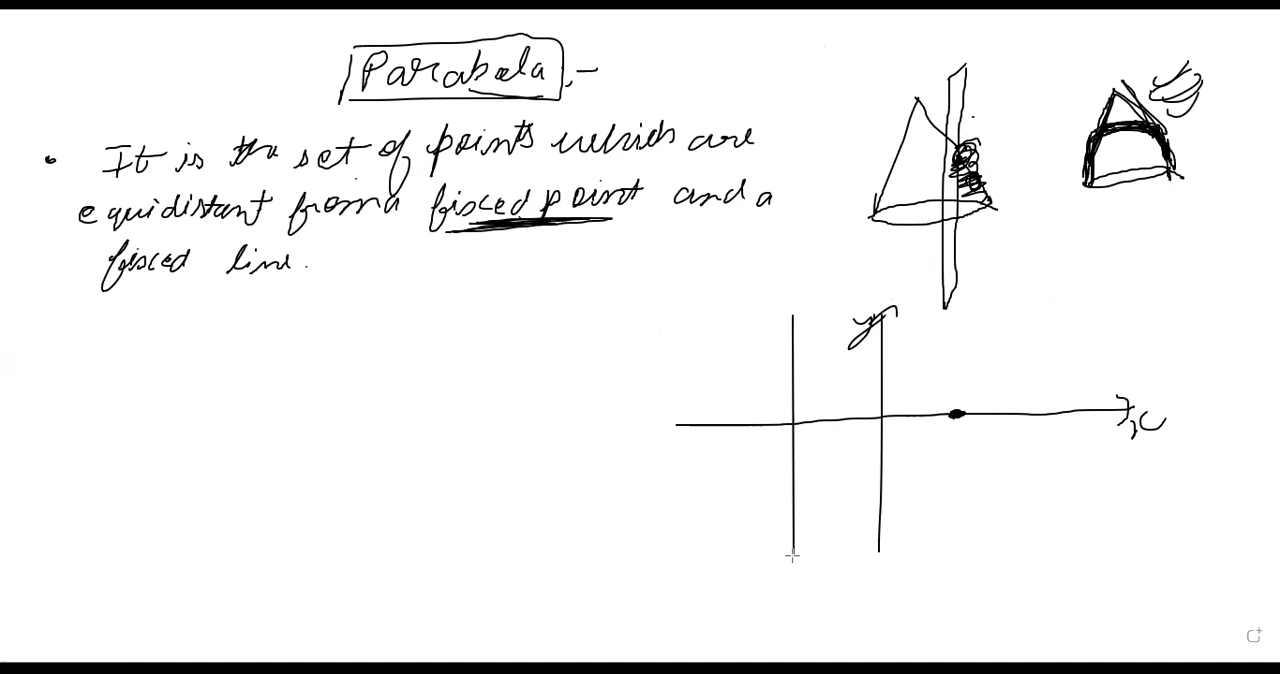 Parabola :-
• It is the set of points which are
equidistant from a fixed point and a
fixed line.
y
x